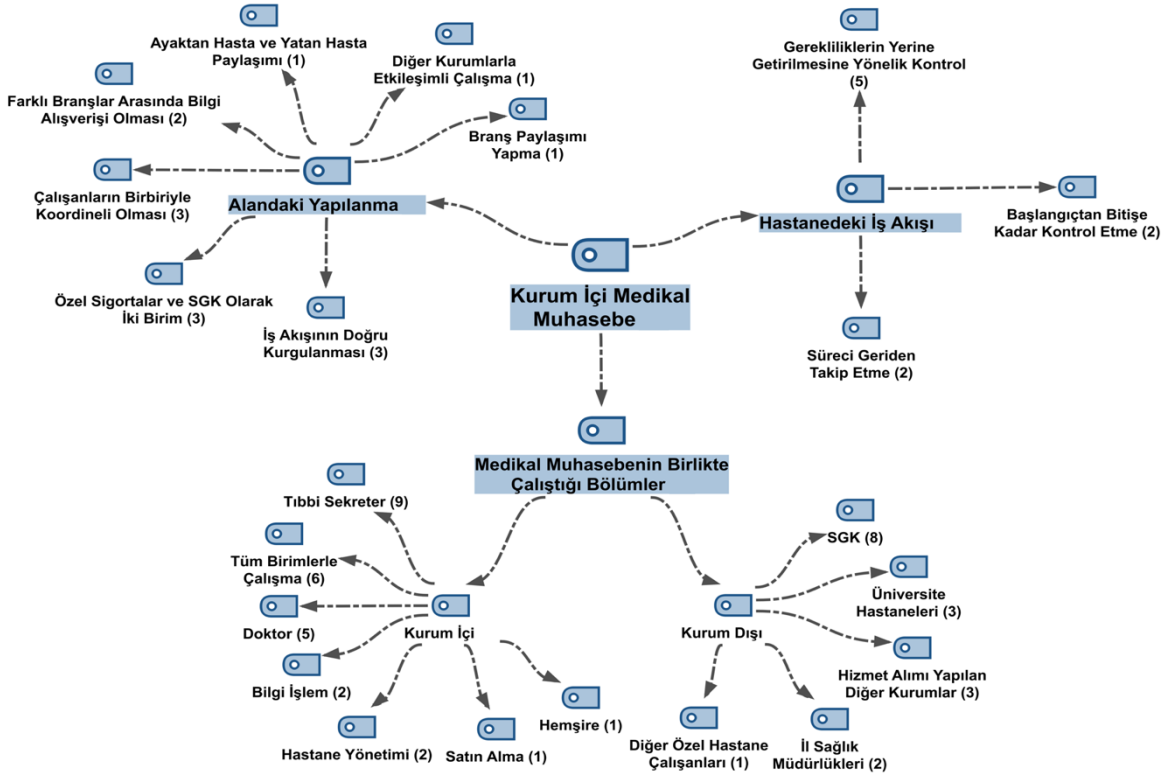 Ayaktan Hasta ve Yatan Hasta
Paylaşımı (1)
Diğer Kurumlarla
Etkileşimli Çalışma (1)
Farklı Branşlar Arasında Bilgi
Alışverişi Olması (2)
Branş Paylaşımı
Yapma (1)
Çalışanların Birbiriyle
Koordineli Olması (3)
Alandaki Yapılanma
Özel Sigortalar ve SGK Olarak
İki Birim (3)
İş Akışının Doğru
Kurgulanması (3)
Gerekliliklerin Yerine
Getirilmesine Yönelik Kontrol
(5)
Hastanedeki İş Akışı
Başlangıçtan Bitişe
Kadar Kontrol Etme (2)
Süreci Geriden
Takip Etme (2)
Kurum İçi Medikal
Muhasebe
Medikal Muhasebenin Birlikte
Çalıştığı Bölümler
Tıbbi Sekreter (9)
Tüm Birimlerle
Çalışma (6)
Doktor (5)
Kurum İçi
Bilgi İşlem (2)
Hastane Yönetimi (2)
Satın Alma (1)
Hemşire (1)
SGK (8)
Üniversite
Hastaneleri (3)
Kurum Dışı
Hizmet Alımı Yapılan
Diğer Kurumlar (3)
Diğer Özel Hastane
Çalışanları (1)
İl Sağlık
Müdürlükleri (2)